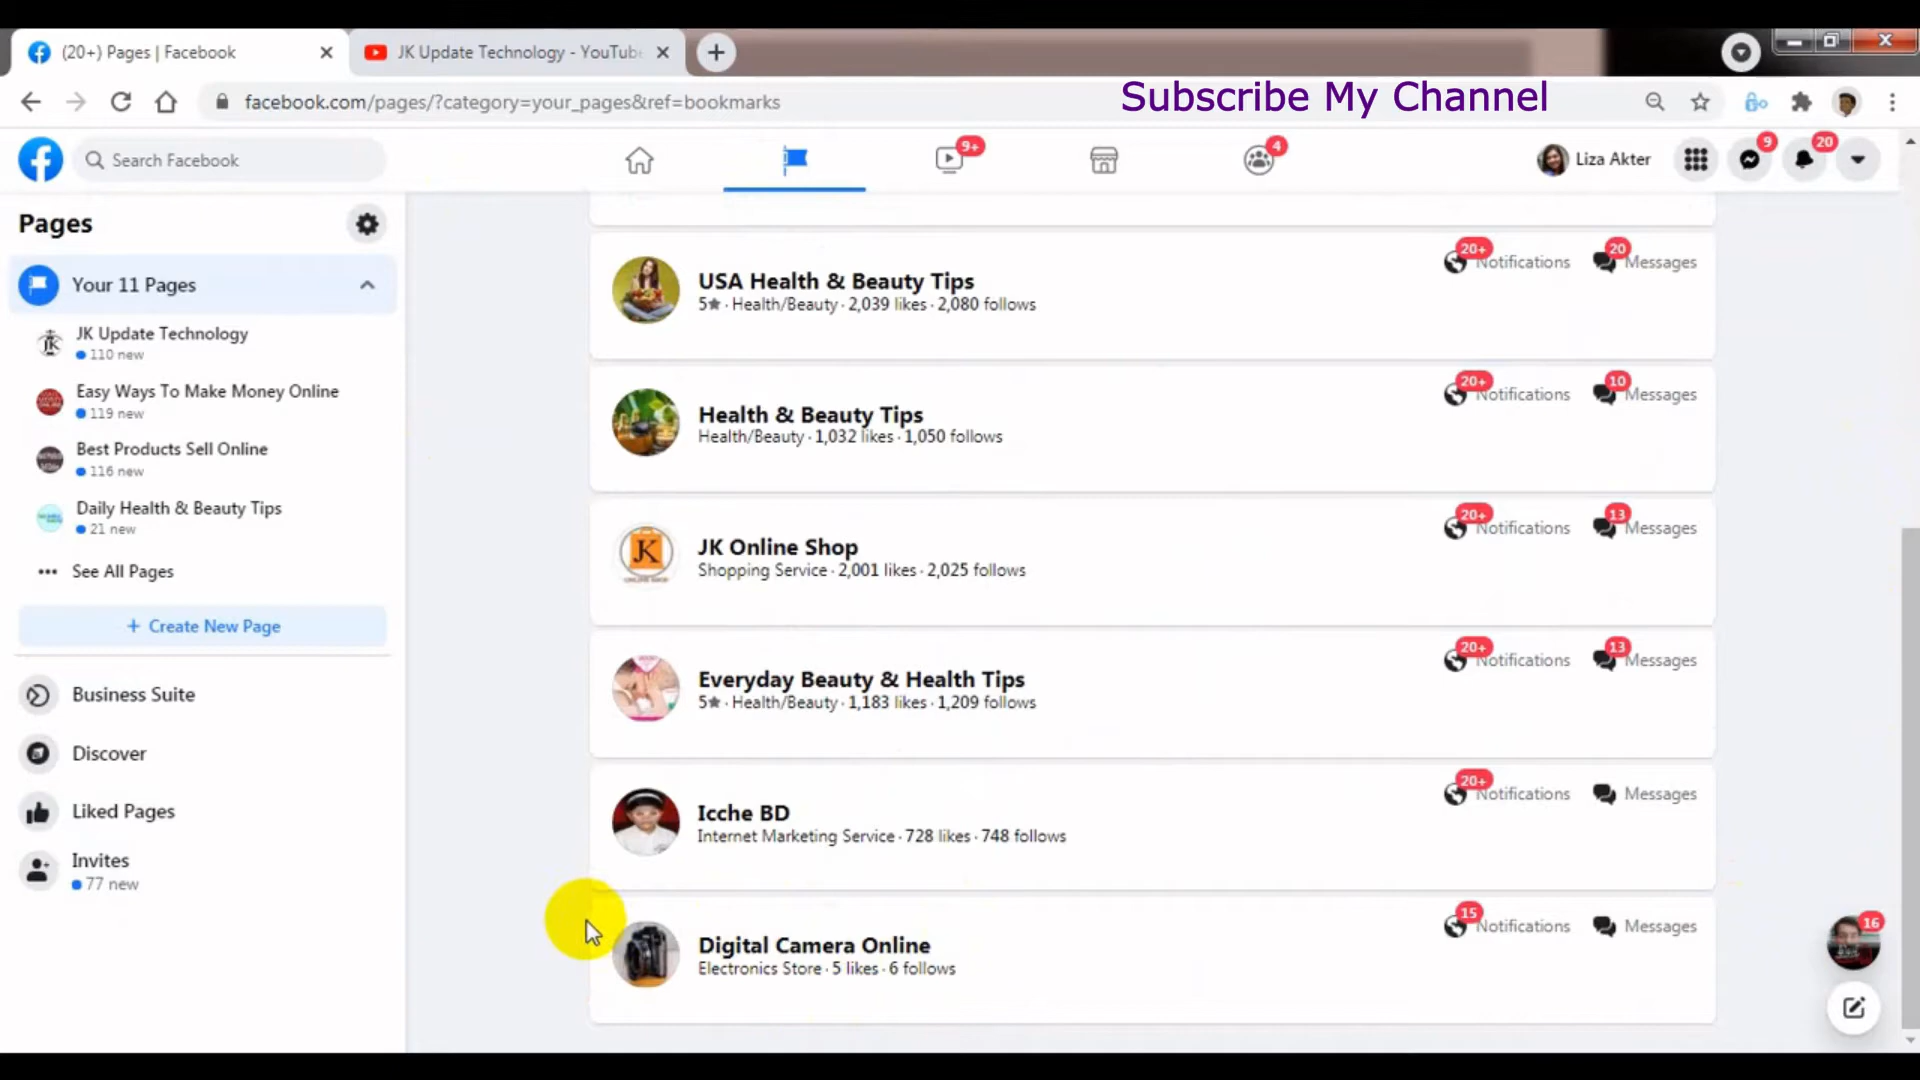 (20+) Pages | Facebook
JK Update Technology - YouTub
facebook.com/pages/?category=your_pages&ref=bookmarks
Subscribe My Channel
Search Facebook
9+
4
Liza Akter
9
20
Pages
Your 11 Pages
JK Update Technology
110 new
Easy Ways To Make Money Online
119 new
Best Products Sell Online
116 new
Daily Health & Beauty Tips
21 new
See All Pages
+ Create New Page
Business Suite
Discover
Liked Pages
Invites
77 new
USA Health & Beauty Tips
5★ · Health/Beauty · 2,039 likes · 2,080 follows
20+ Notifications 20 Messages
Health & Beauty Tips
Health/Beauty · 1,032 likes · 1,050 follows
20+ Notifications 10 Messages
JK Online Shop
Shopping Service · 2,001 likes · 2,025 follows
20+ Notifications 13 Messages
Everyday Beauty & Health Tips
5★ · Health/Beauty · 1,183 likes · 1,209 follows
20+ Notifications 13 Messages
Icche BD
Internet Marketing Service · 728 likes · 748 follows
20+ Notifications Messages
Digital Camera Online
Electronics Store · 5 likes · 6 follows
15 Notifications Messages
16